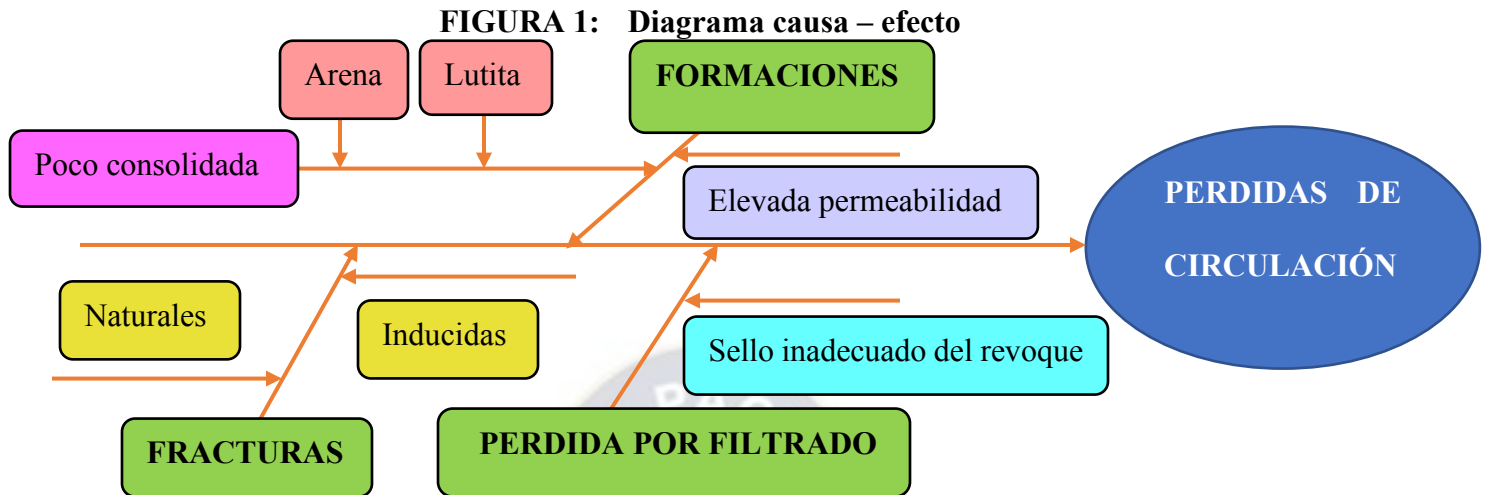 FIGURA 1: Diagrama causa – efecto
Arena
Lutita
FORMACIONES
Poco consolidada
Elevada permeabilidad
PERDIDAS DE
CIRCULACIÓN
Naturales
Inducidas
Sello inadecuado del revoque
FRACTURAS
PERDIDA POR FILTRADO